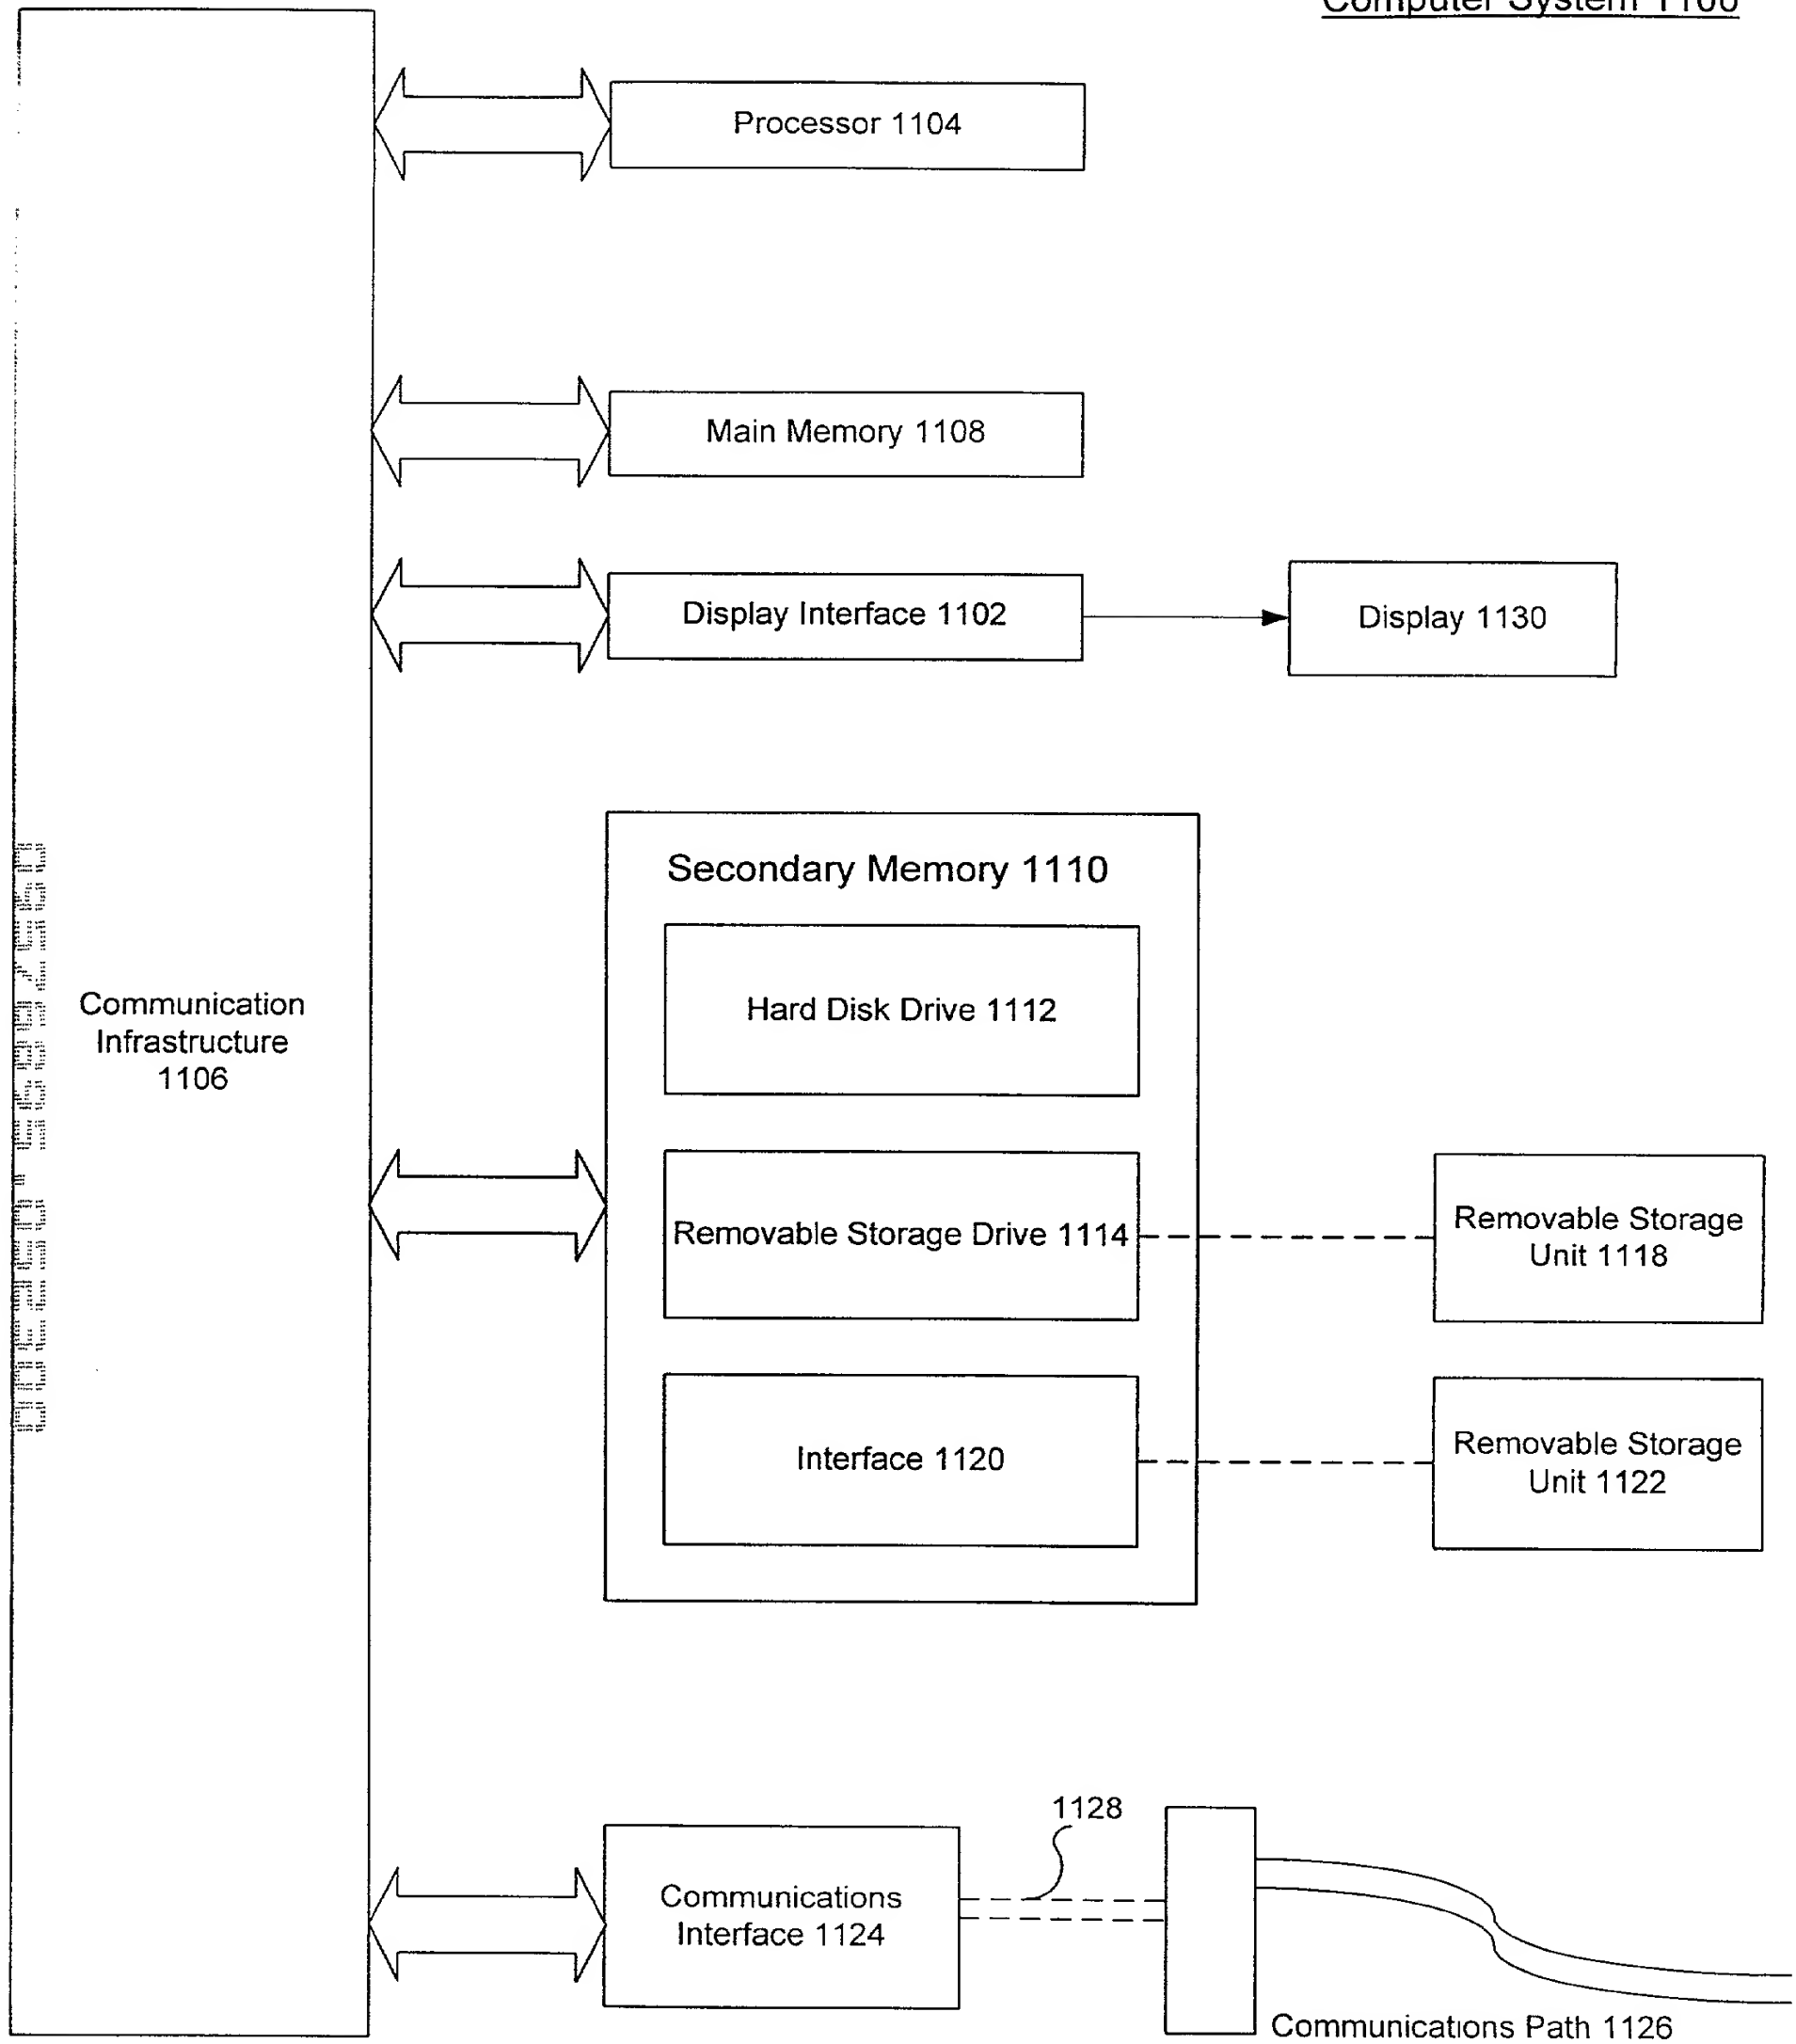 Computer System 1100
Processor 1104
Main Memory 1108
Display Interface 1102
Display 1130
Secondary Memory 1110
Hard Disk Drive 1112
Communication
Infrastructure
1106
Removable Storage Drive 1114
Removable Storage
Unit 1118
Interface 1120
Removable Storage
Unit 1122
1128
Communications
Interface 1124
Communications Path 1126